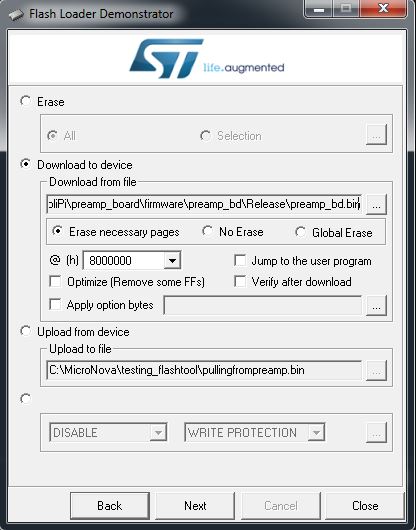 Flash Loader Demonstrator
ST
life.augmented
Erase
All Selection ...
Download to device
Download from file
pliPi\preamp_board\firmware\preamp_bd\Release\preamp_bd.bin ...
Erase necessary pages No Erase Global Erase
@ (h) 8000000 Jump to the user program
Optimize (Remove some FFs) Verify after download
Apply option bytes ...
Upload from device
Upload to file
C:\MicroNova\testing_flashtool\pullingfrompreamp.bin ...
DISABLE WRITE PROTECTION ...
Back Next Cancel Close